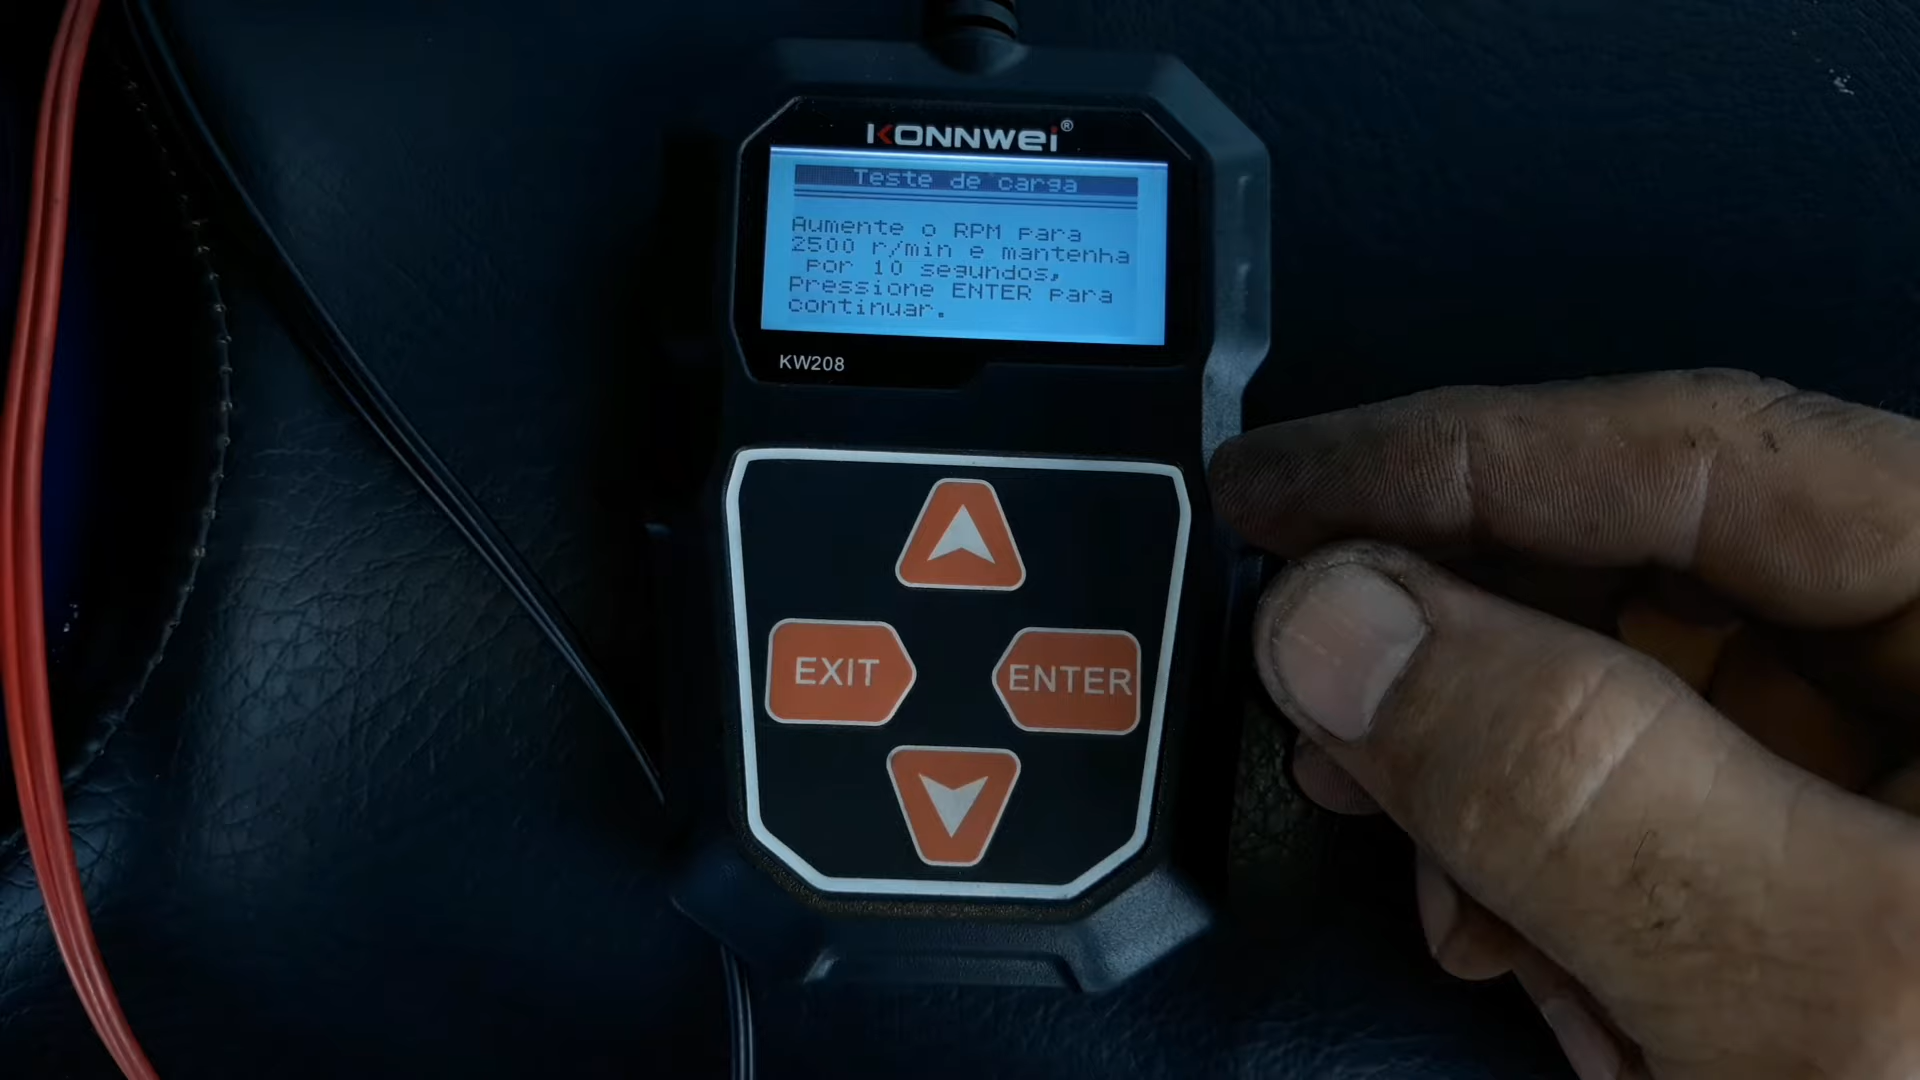 KONNWEI®
Teste de carga
Aumente o RPM para
2500 r/min e mantenha
por 10 segundos,
Pressione ENTER para
continuar.
KW208
EXIT
ENTER